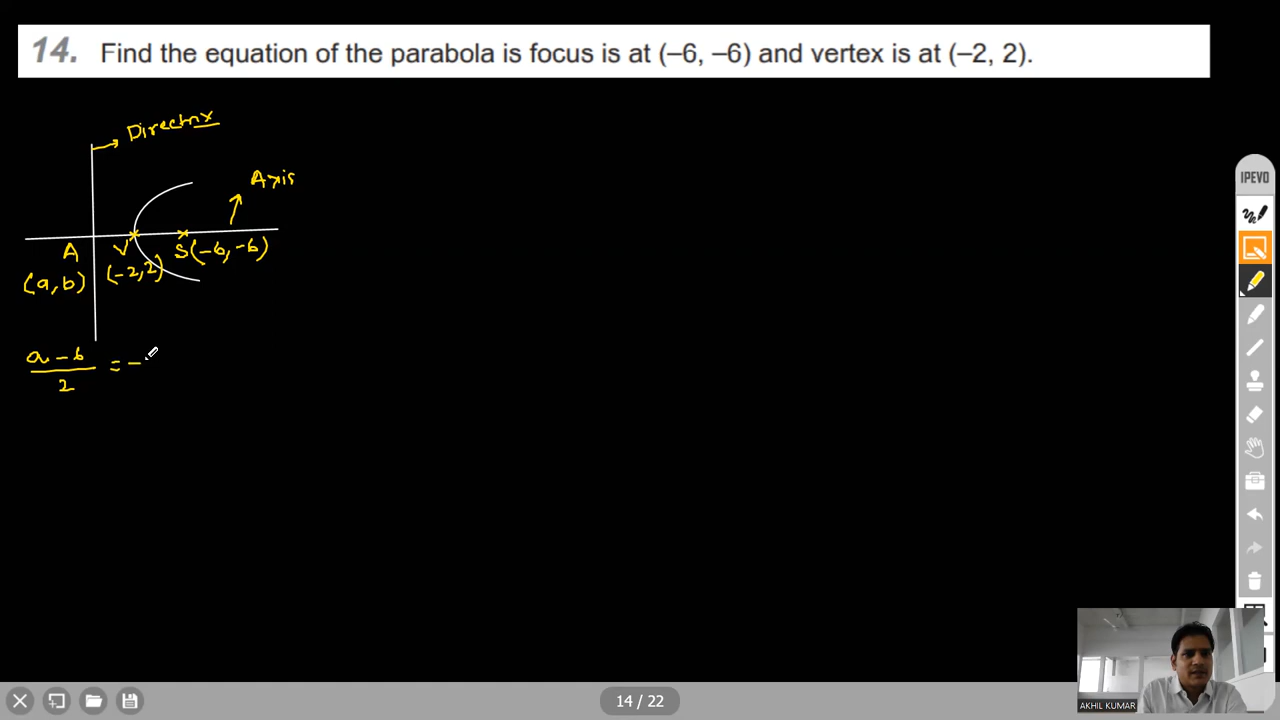 14. Find the equation of the parabola is focus is at (–6, –6) and vertex is at (–2, 2).
Directrix
Axis
A V S(-6,-6)
(a,b) (-2,2)
a-6
2
= -
IPEVO
14 / 22
AKHIL KUMAR